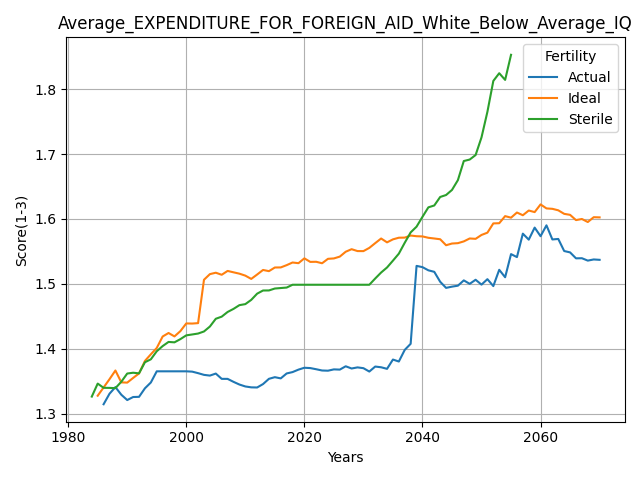 Average_EXPENDITURE_FOR_FOREIGN_AID_White_Below_Average_IQ
Fertility
Actual
Ideal
Sterile
Score(1-3)
1.8
1.7
1.6
1.5
1.4
1.3
1980
2000
2020
2040
2060
Years